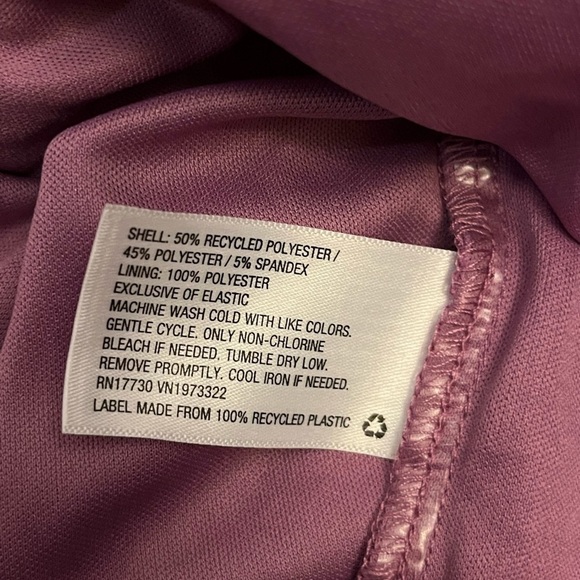 SHELL: 50% RECYCLED POLYESTER /
45% POLYESTER / 5% SPANDEX
LINING: 100% POLYESTER
EXCLUSIVE OF ELASTIC
MACHINE WASH COLD WITH LIKE COLORS.
GENTLE CYCLE. ONLY NON-CHLORINE
BLEACH IF NEEDED. TUMBLE DRY LOW.
REMOVE PROMPTLY. COOL IRON IF NEEDED.
RN17730 VN1973322
LABEL MADE FROM 100% RECYCLED PLASTIC